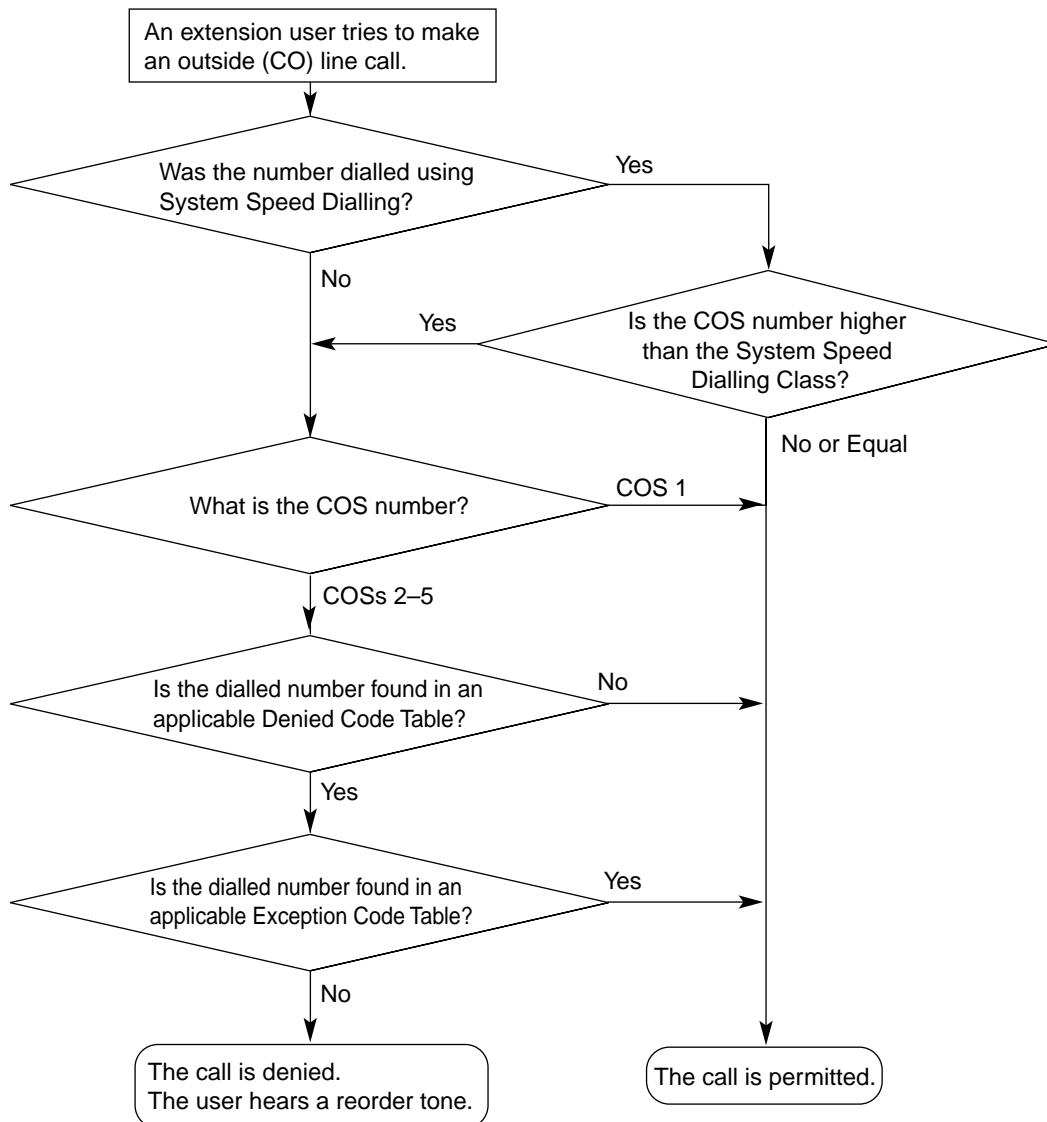 An extension user tries to make
an outside (CO) line call.
Was the number dialled using
System Speed Dialling?
Yes
No
Is the COS number higher
than the System Speed
Dialling Class?
Yes
No or Equal
What is the COS number?
COS 1
COSs 2–5
Is the dialled number found in an
applicable Denied Code Table?
No
Yes
Is the dialled number found in an
applicable Exception Code Table?
Yes
No
The call is denied.
The user hears a reorder tone.
The call is permitted.